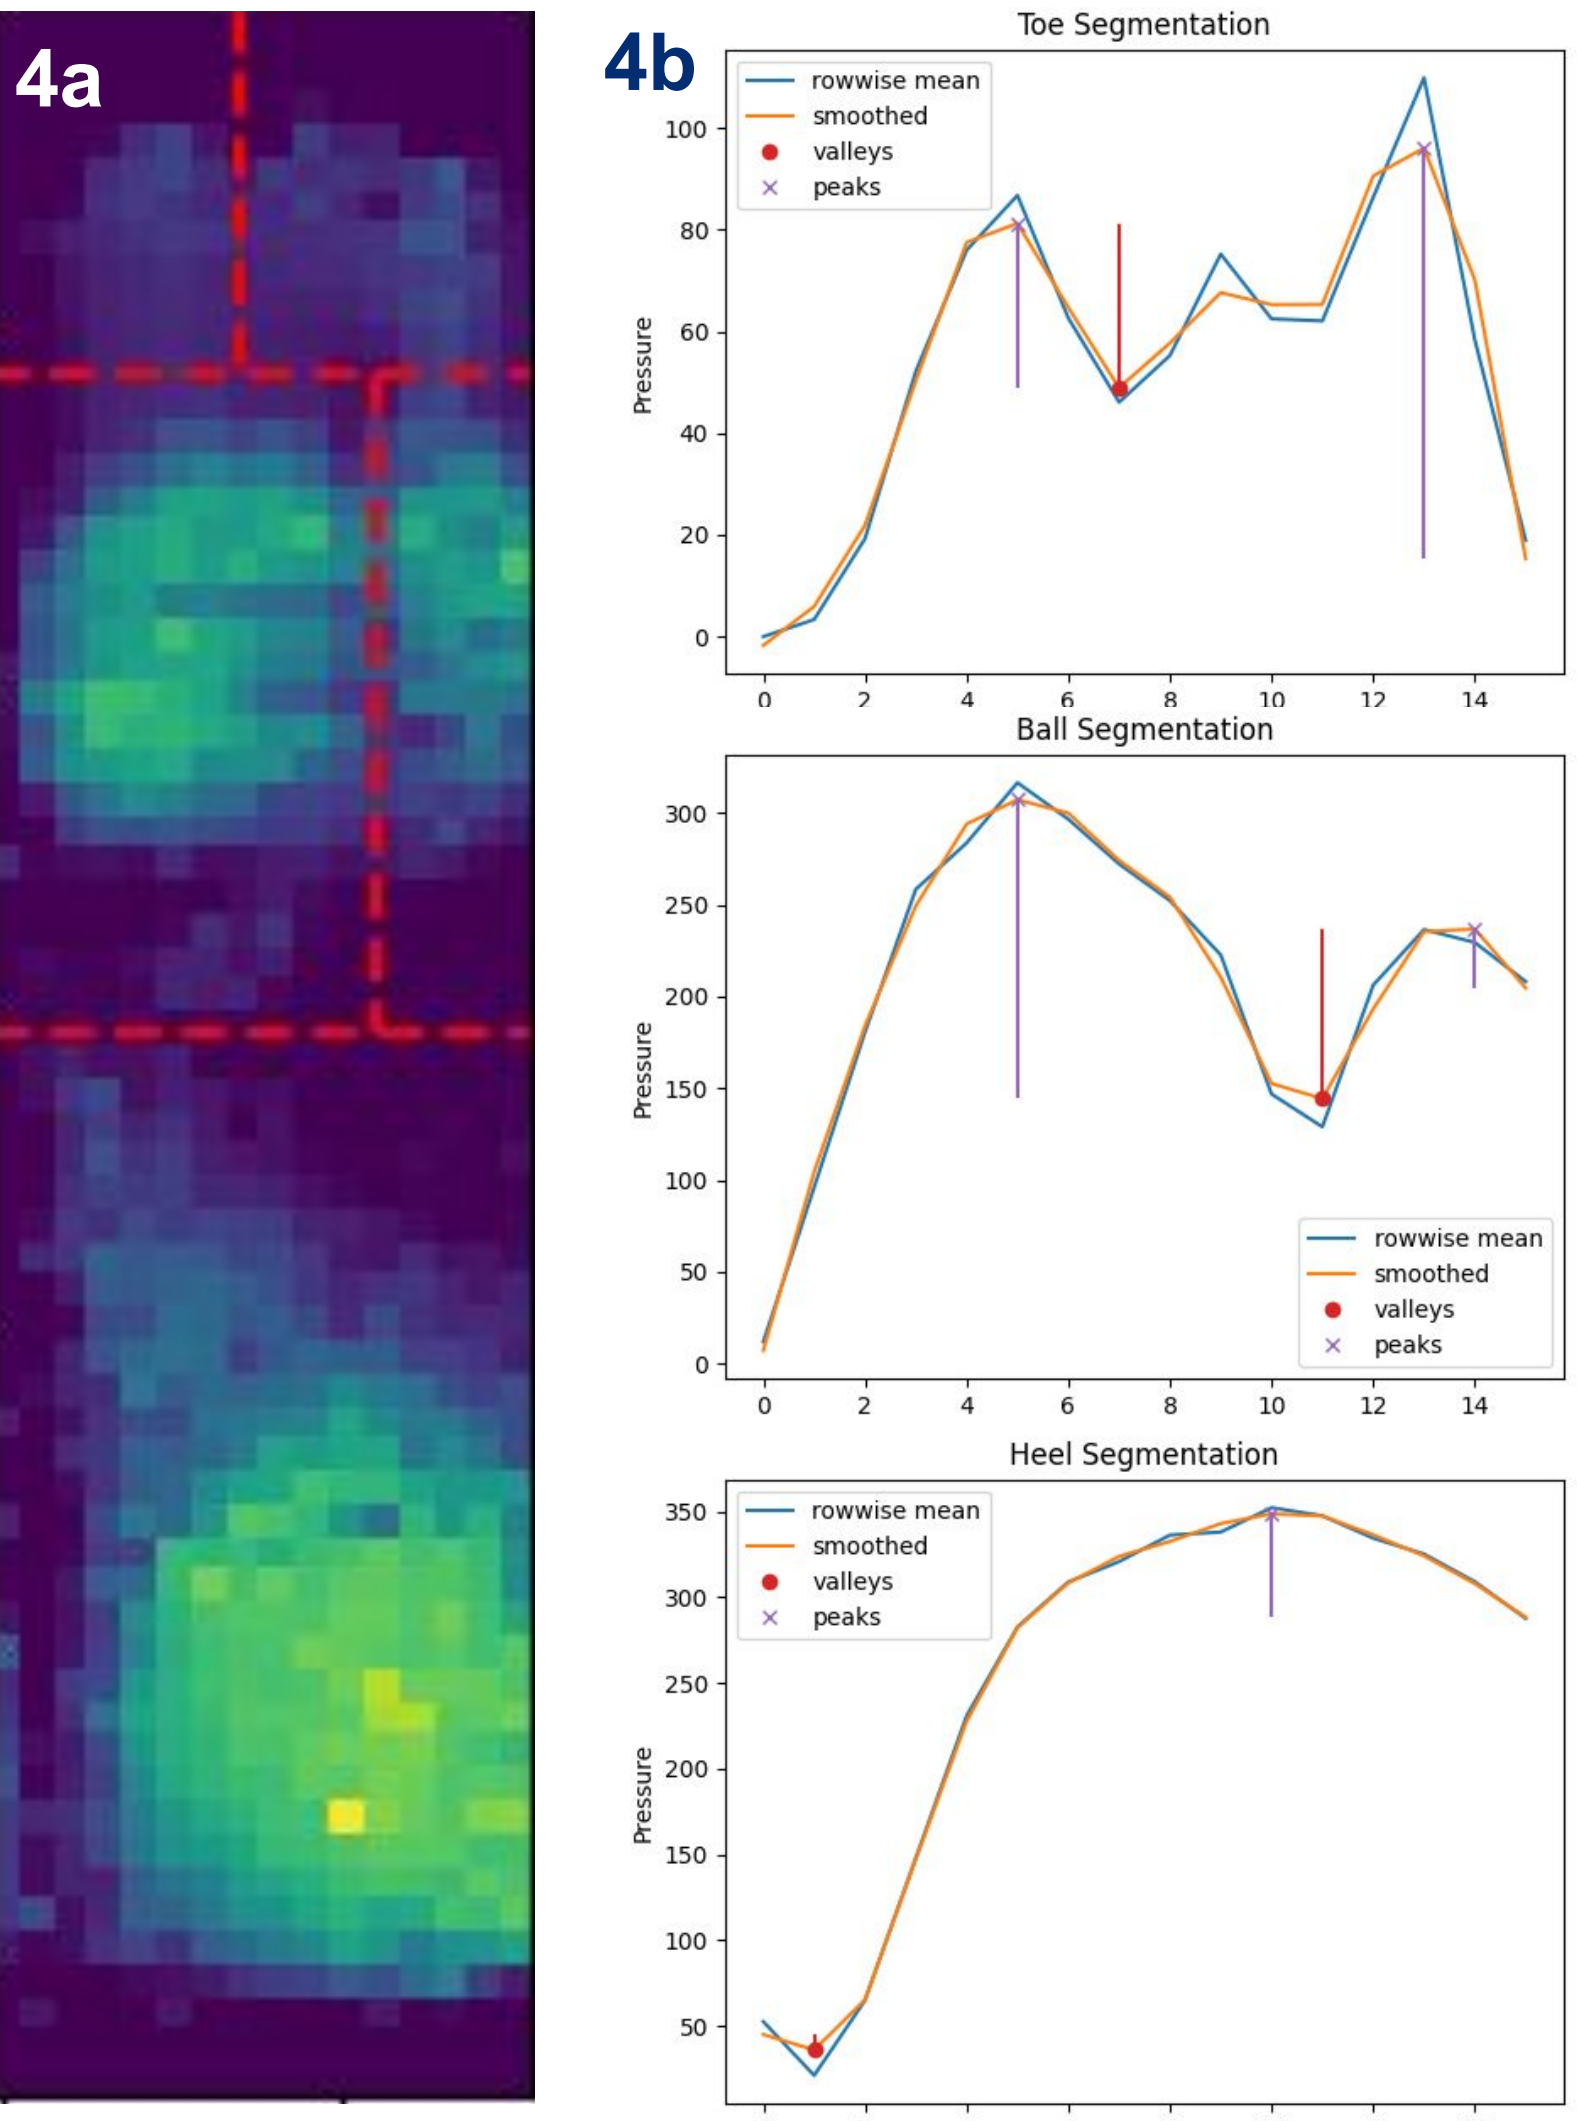 4a
4b
Toe Segmentation
rowwise mean
smoothed
valleys
peaks
100
80
60
40
20
0
Pressure
0 2 4 6 8 10 12 14
Ball Segmentation
300
250
200
150
100
50
0
Pressure
rowwise mean
smoothed
valleys
peaks
0 2 4 6 8 10 12 14
Heel Segmentation
rowwise mean
smoothed
valleys
peaks
350
300
250
200
150
100
50
Pressure